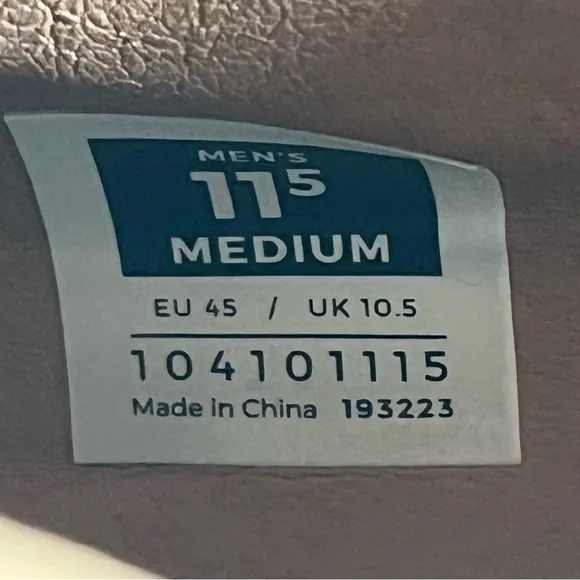 MEN'S
11⁵
MEDIUM
EU 45 / UK 10.5
104101115
Made in China 193223